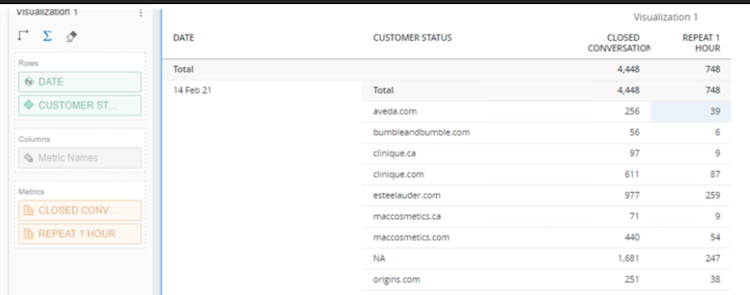 Visualization 1
Rows
DATE
CUSTOMER ST...
Columns
Metric Names
Metrics
CLOSED CONV...
REPEAT 1 HOUR
Visualization 1
DATE CUSTOMER STATUS CLOSED CONVERSATION REPEAT 1 HOUR
Total 4,448 748
14 Feb 21 Total 4,448 748
aveda.com 256 39
bumbleandbumble.com 56 6
clinique.ca 97 9
clinique.com 611 87
esteelauder.com 977 259
maccosmetics.ca 71 9
maccosmetics.com 440 54
NA 1,681 247
origins.com 251 38